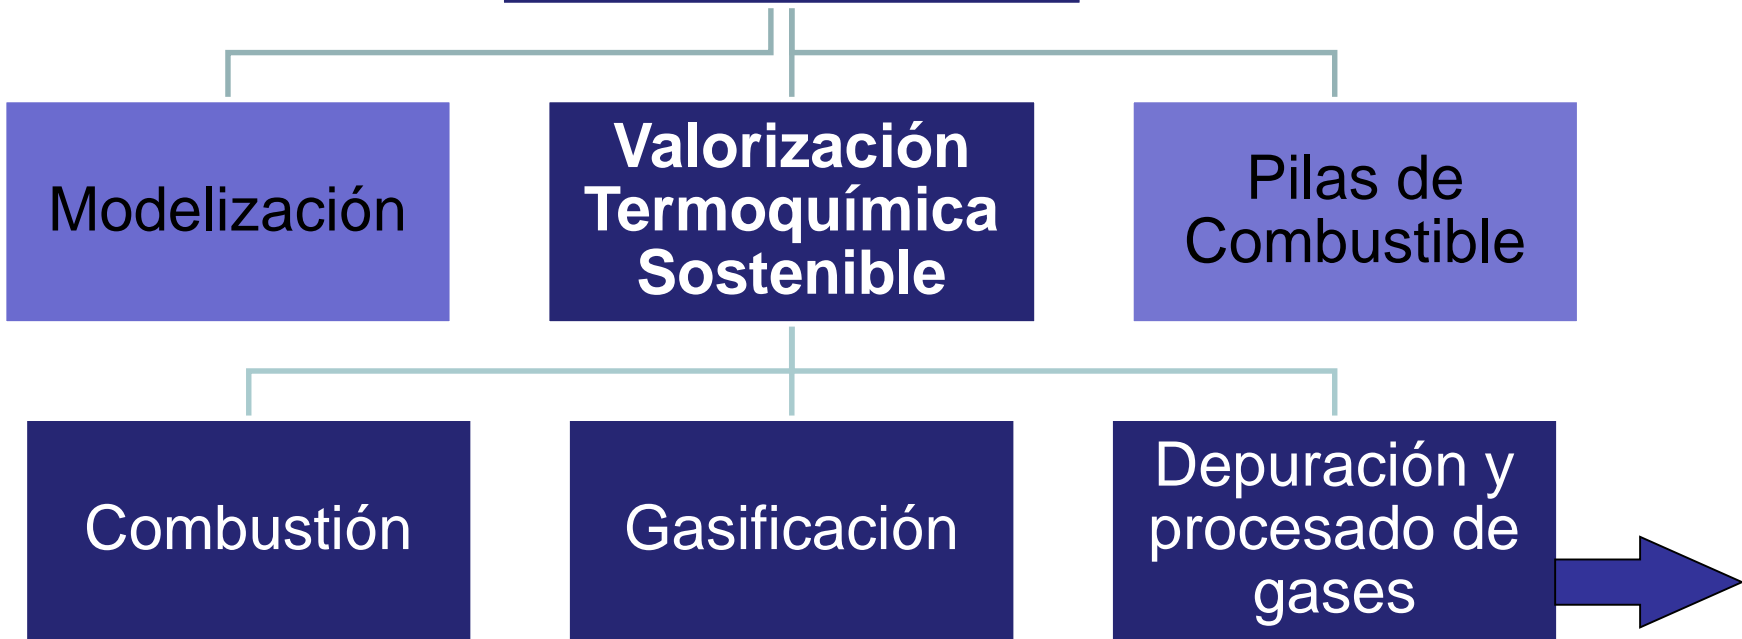 Modelización
Valorización
Termoquímica
Sostenible
Pilas de
Combustible
Combustión
Gasificación
Depuración y
procesado de
gases